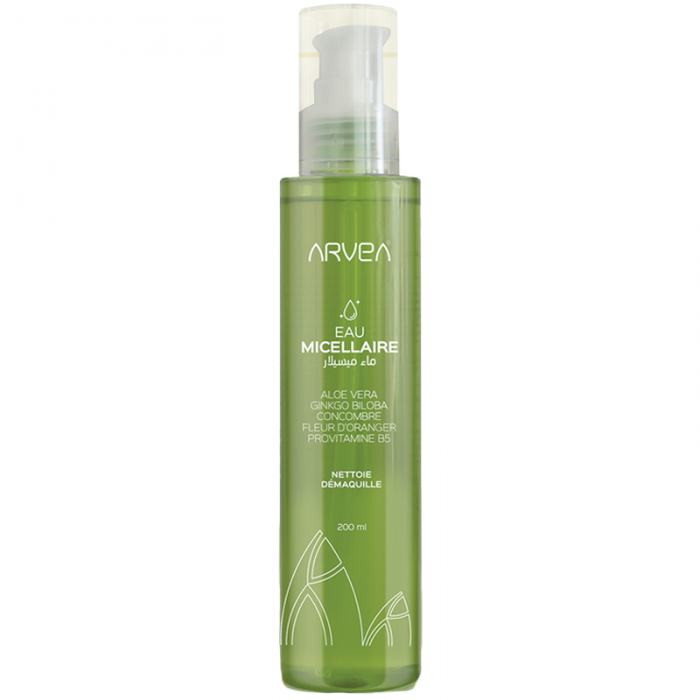 ARVEA
EAU
MICELLAIRE
ماء ميسيلار
ALOE VERA
GINKGO BILOBA
CONCOMBRE
FLEUR D'ORANGER
PROVITAMINE B5
NETTOIE
DÉMAQUILLE
200 ml